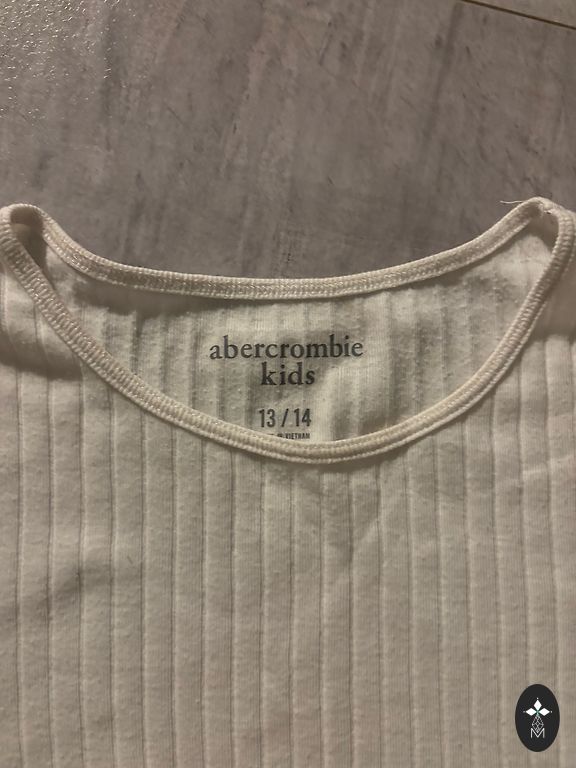 abercrombie
kids
13 / 14
VIETNAM
M